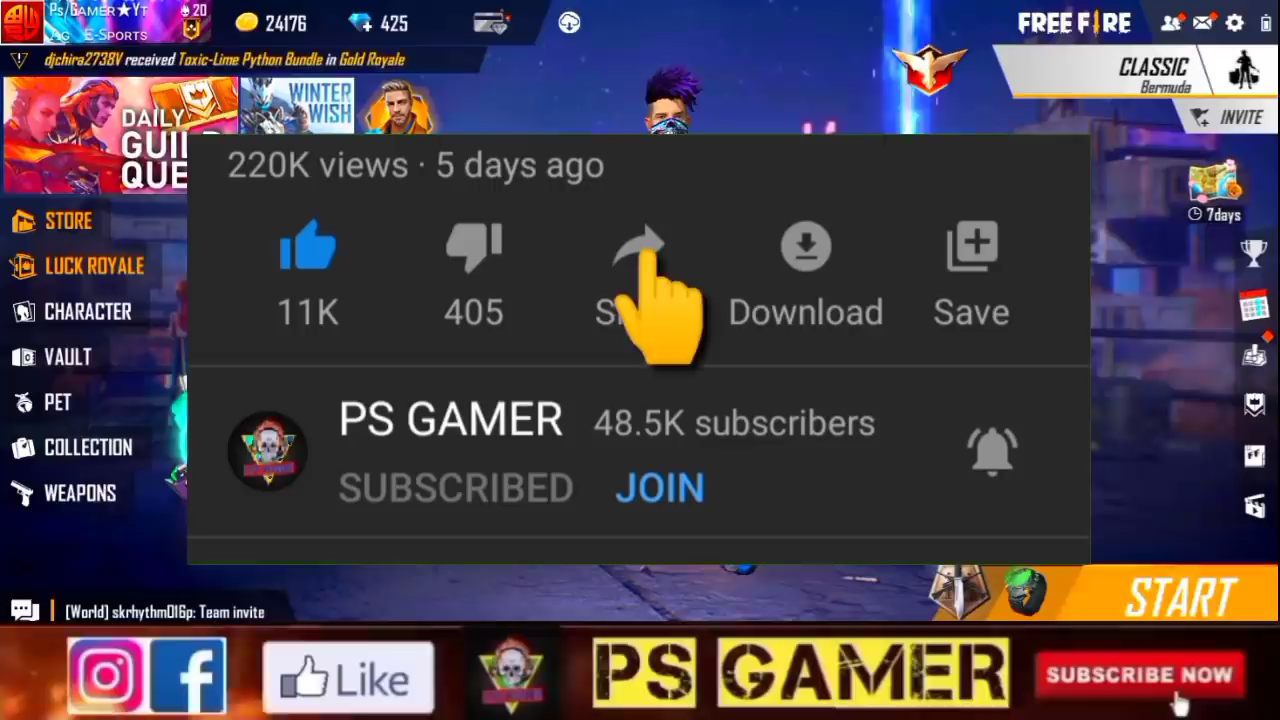 Ps/Gamer★Yt
20
24176
425
FREE FIRE
AG E-Sports
djchira2738V received Toxic-Lime Python Bundle in Gold Royale
CLASSIC
Bermuda
INVITE
DAILY
WINTER
WISH
7days
220K views · 5 days ago
STORE
LUCK ROYALE
CHARACTER
VAULT
PET
COLLECTION
WEAPONS
11K
405
Download
Save
PS GAMER 48.5K subscribers
SUBSCRIBED JOIN
START
[World] skrhythm016p: Team invite
Like
PS GAMER
SUBSCRIBE NOW